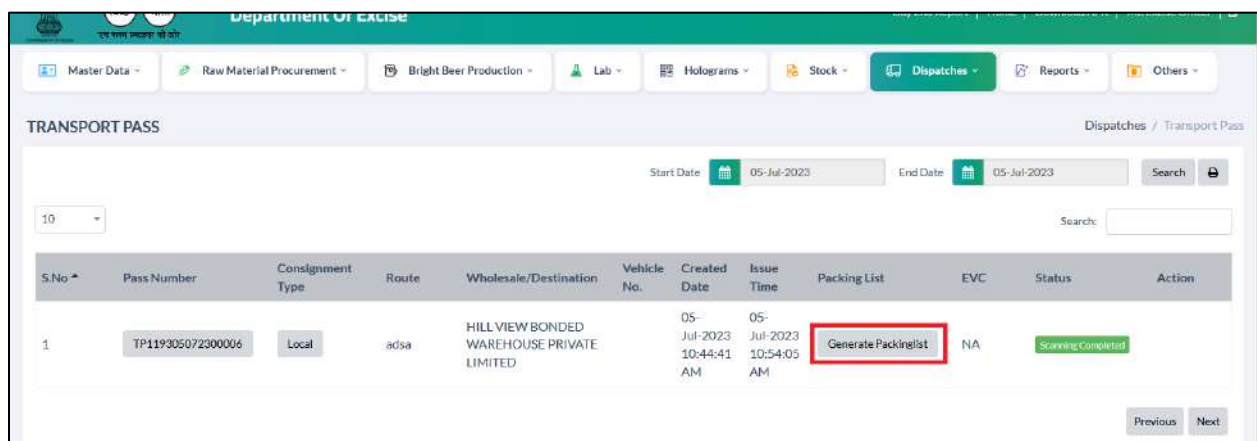 Department Of Excise
Master Data
Raw Material Procurement
Bright Beer Production
Lab
Holograms
Stock
Dispatches
Reports
Others
TRANSPORT PASS
Dispatches / Transport Pass
Start Date 05-Jul-2023 End Date 05-Jul-2023 Search
10
Search:
S.No Pass Number Consignment Type Route Wholesale/Destination Vehicle No. Created Date Issue Time Packing List EVC Status Action
1 TP119305072300006 Local adsa HILL VIEW BONDED WAREHOUSE PRIVATE LIMITED 05-Jul-2023 10:44:41 AM 05-Jul-2023 10:54:05 AM Generate Packinglist NA Scanning Completed
Previous Next